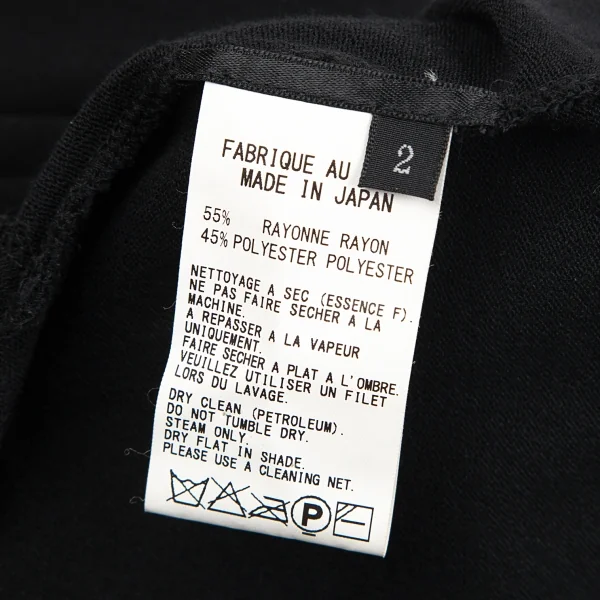 2
FABRIQUE AU
MADE IN JAPAN
55% RAYONNE RAYON
45% POLYESTER POLYESTER
NETTOYAGE A SEC (ESSENCE F).
NE PAS FAIRE SECHER A LA
MACHINE.
A REPASSER A LA VAPEUR
UNIQUEMENT.
FAIRE SECHER A PLAT A L'OMBRE.
VEUILLEZ UTILISER UN FILET
LORS DU LAVAGE.
DRY CLEAN (PETROLEUM).
DO NOT TUMBLE DRY.
STEAM ONLY.
DRY FLAT IN SHADE.
PLEASE USE A CLEANING NET.
P